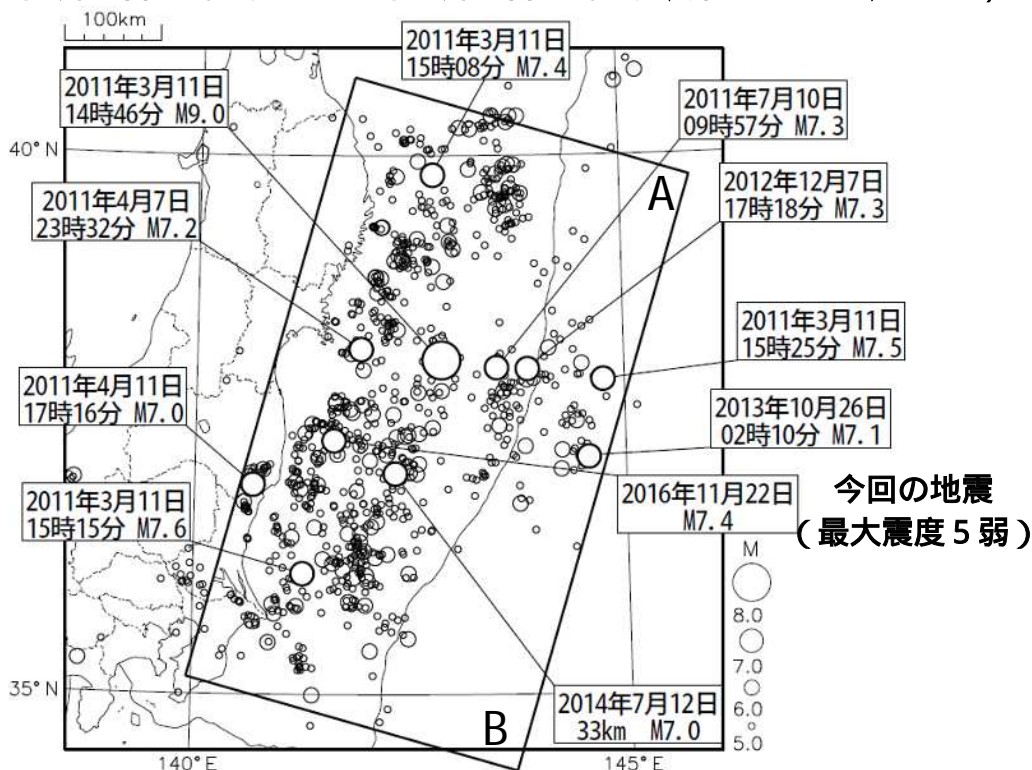 100km
2011年3月11日
15時08分 M7.4
2011年3月11日
14時46分 M9.0
2011年7月10日
09時57分 M7.3
40°N
A
2012年12月7日
17時18分 M7.3
2011年4月7日
23時32分 M7.2
2011年3月11日
15時25分 M7.5
2011年4月11日
17時16分 M7.0
2013年10月26日
02時10分 M7.1
2016年11月22日
M7.4
今回の地震
(最大震度5弱)
2011年3月11日
15時15分 M7.6
M
8.0
7.0
6.0
5.0
35°N
2014年7月12日
33km M7.0
B
140°E
145°E